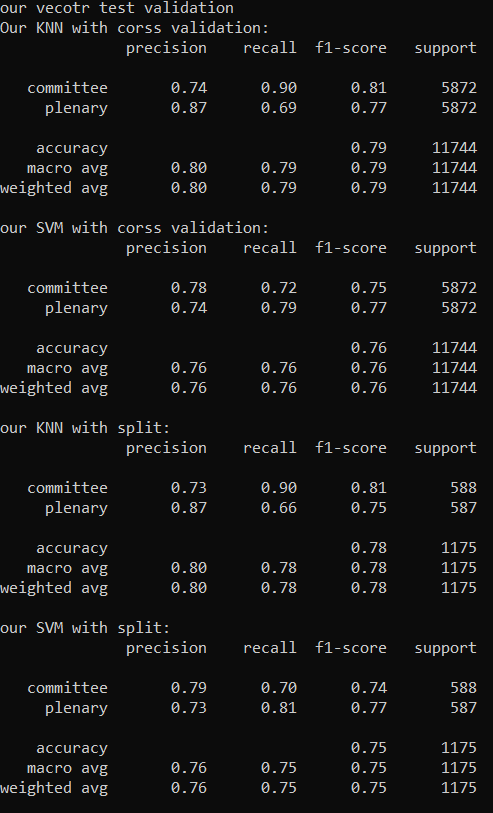 our vecotr test validation
Our KNN with corss validation:
precision recall f1-score support
committee 0.74 0.90 0.81 5872
plenary 0.87 0.69 0.77 5872
accuracy 0.79 11744
macro avg 0.80 0.79 0.79 11744
weighted avg 0.80 0.79 0.79 11744
our SVM with corss validation:
precision recall f1-score support
committee 0.78 0.72 0.75 5872
plenary 0.74 0.79 0.77 5872
accuracy 0.76 11744
macro avg 0.76 0.76 0.76 11744
weighted avg 0.76 0.76 0.76 11744
our KNN with split:
precision recall f1-score support
committee 0.73 0.90 0.81 588
plenary 0.87 0.66 0.75 587
accuracy 0.78 1175
macro avg 0.80 0.78 0.78 1175
weighted avg 0.80 0.78 0.78 1175
our SVM with split:
precision recall f1-score support
committee 0.79 0.70 0.74 588
plenary 0.73 0.81 0.77 587
accuracy 0.75 1175
macro avg 0.76 0.75 0.75 1175
weighted avg 0.76 0.75 0.75 1175